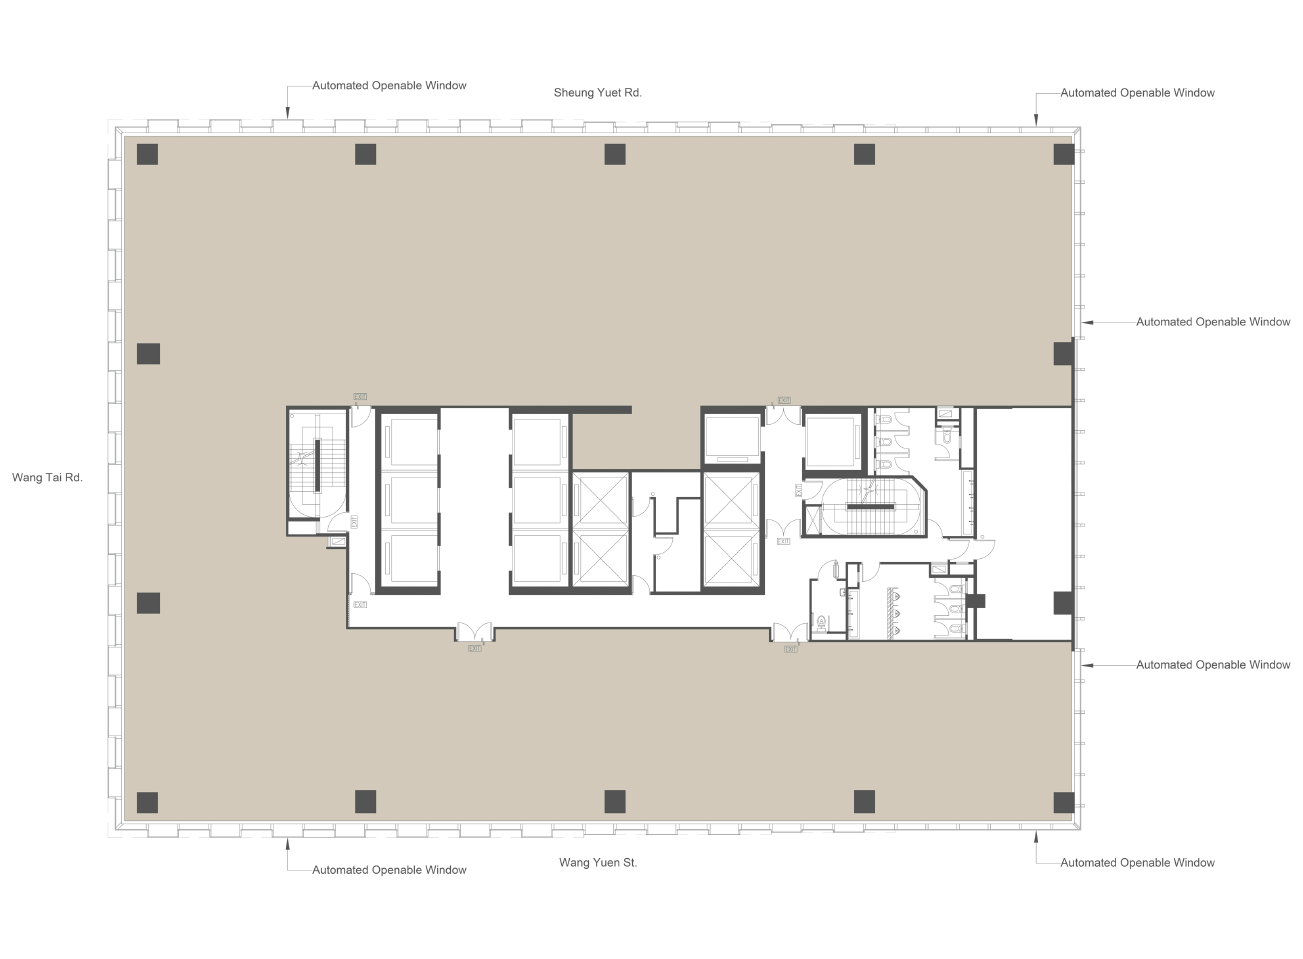 Automated Openable Window
Sheung Yuet Rd.
Automated Openable Window
Automated Openable Window
EXIT
EXIT
Wang Tai Rd.
EXIT
EXIT
EXIT
EXIT
EXIT
EXIT
Automated Openable Window
Automated Openable Window
Wang Yuen St.
Automated Openable Window